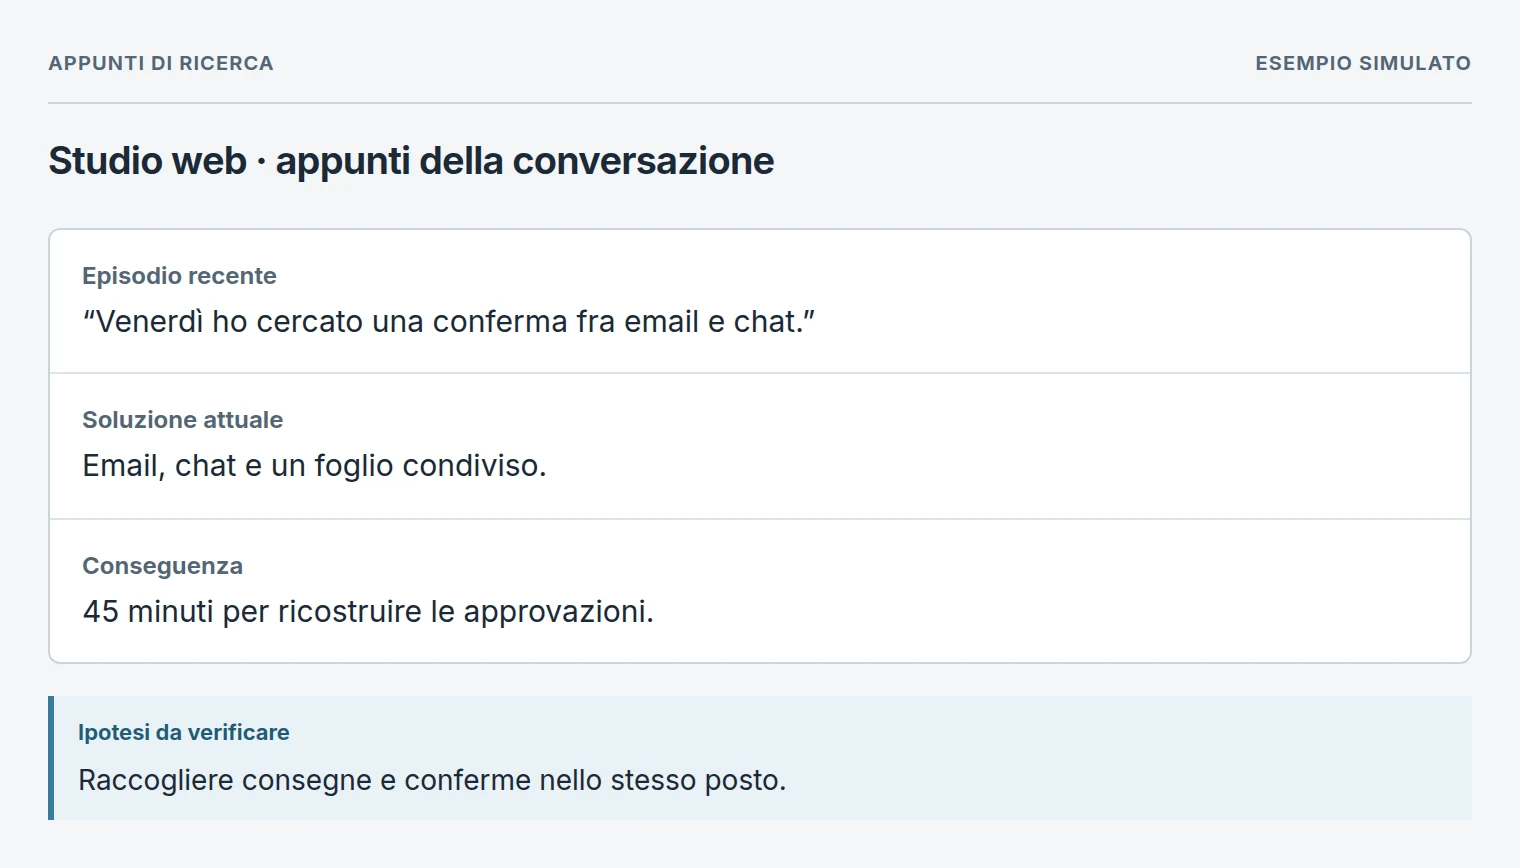 APPUNTI DI RICERCA
ESEMPIO SIMULATO
Studio web · appunti della conversazione
Episodio recente
“Venerdì ho cercato una conferma fra email e chat.”
Soluzione attuale
Email, chat e un foglio condiviso.
Conseguenza
45 minuti per ricostruire le approvazioni.
Ipotesi da verificare
Raccogliere consegne e conferme nello stesso posto.